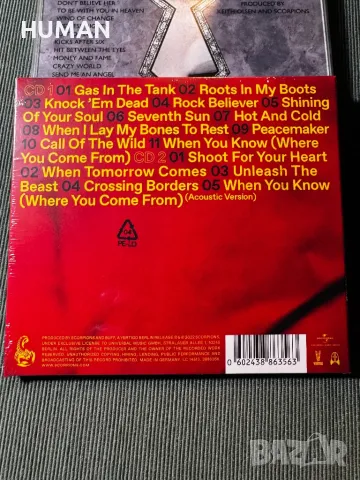 DON'T BELIEVE HER
TO BE WITH YOU IN HEAVEN
WIND OF CHANGE
KICKS AFTER SIX
HIT BETWEEN THE EYES
MONEY AND FAME
CRAZY WORLD
SEND ME AN ANGEL
PRODUCED BY
KEITH OLSEN AND SCORPIONS
CD 1 01 Gas In The Tank 02 Roots In My Boots
03 Knock 'Em Dead 04 Rock Believer 05 Shining
Of Your Soul 06 Seventh Sun 07 Hot And Cold
08 When I Lay My Bones To Rest 09 Peacemaker
10 Call Of The Wild 11 When You Know (Where
You Come From) CD 2 01 Shoot For Your Heart
02 When Tomorrow Comes 03 Unleash The
Beast 04 Crossing Borders 05 When You Know
(Where You Come From) (Acoustic Version)
04
PE-LD
WWW.SCORPIONS.COM
0 602438 863563
BAZAR